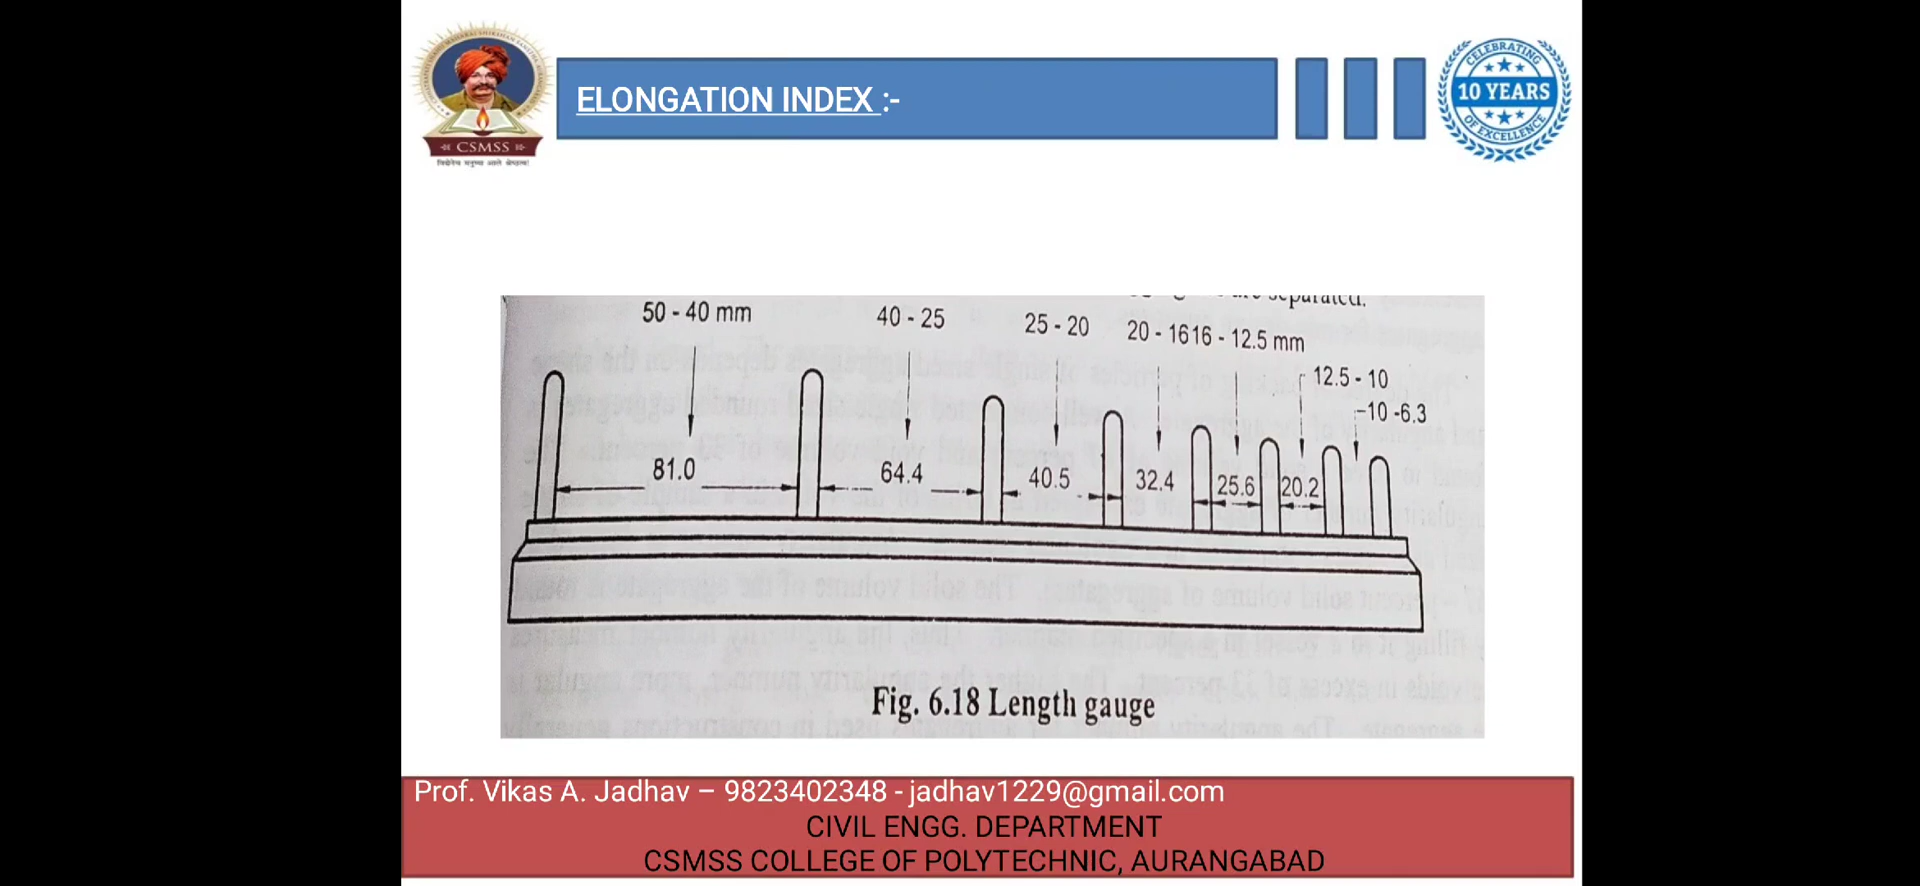 ELONGATION INDEX :-
CSMSS
CELEBRATING
10 YEARS
OF EXCELLENCE
separated.
50 - 40 mm
40 - 25
25 - 20
20 - 16 16 - 12.5 mm
12.5 - 10
10 -6.3
81.0
64.4
40.5
32.4
25.6
20.2
Fig. 6.18 Length gauge
Prof. Vikas A. Jadhav – 9823402348 - jadhav1229@gmail.com
CIVIL ENGG. DEPARTMENT
CSMSS COLLEGE OF POLYTECHNIC, AURANGABAD